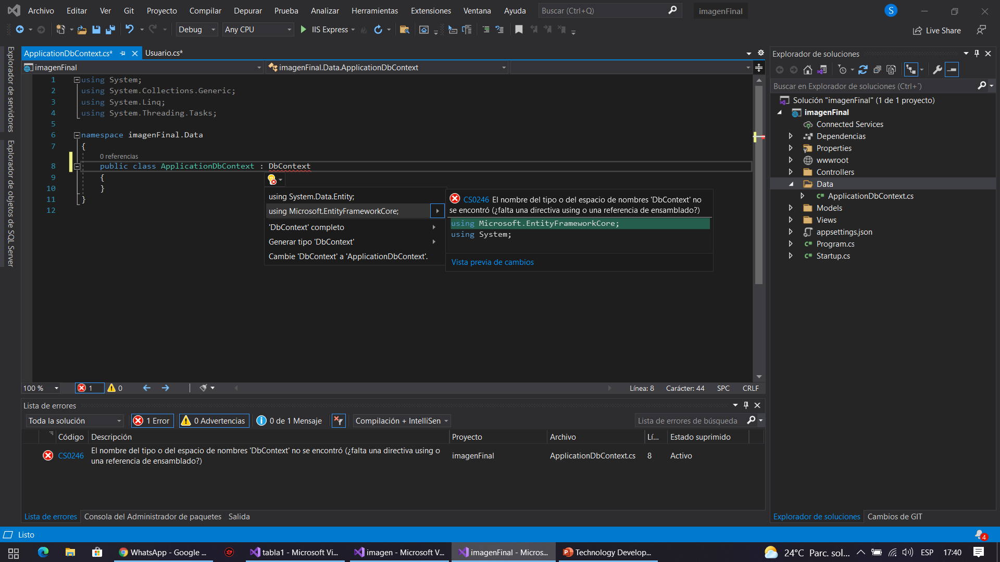 Archivo Editar Ver Git Proyecto Compilar Depurar Prueba Analizar Herramientas Extensiones Ventana Ayuda Buscar (Ctrl+Q) imagenFinal S
Debug Any CPU IIS Express Live Share
Explorador de servidores
Explorador de objetos de SQL Server
ApplicationDbContext.cs* Usuario.cs*
imagenFinal imagenFinal.Data.ApplicationDbContext
1 using System;
2 using System.Collections.Generic;
3 using System.Linq;
4 using System.Threading.Tasks;
5
6 namespace imagenFinal.Data
7 {
0 referencias
8 public class ApplicationDbContext : DbContext
9 {
10 }
11 }
12
using System.Data.Entity;
using Microsoft.EntityFrameworkCore;
'DbContext' completo
Generar tipo 'DbContext'
Cambie 'DbContext' a 'ApplicationDbContext'.
CS0246 El nombre del tipo o del espacio de nombres 'DbContext' no
se encontró (¿falta una directiva using o una referencia de ensamblado?)
using Microsoft.EntityFrameworkCore;
using System;
Vista previa de cambios
100 % 1 0 Línea: 8 Carácter: 44 SPC CRLF
Lista de errores
Toda la solución 1 Error 0 Advertencias 0 de 1 Mensaje Compilación + IntelliSen Lista de errores de búsqueda
Código Descripción Proyecto Archivo Lí... Estado suprimido
CS0246 El nombre del tipo o del espacio de nombres 'DbContext' no se encontró (¿falta una directiva using o
una referencia de ensamblado?) imagenFinal ApplicationDbContext.cs 8 Activo
Lista de errores Consola del Administrador de paquetes Salida
Explorador de soluciones
Buscar en Explorador de soluciones (Ctrl+´)
Solución "imagenFinal" (1 de 1 proyecto)
imagenFinal
Connected Services
Dependencias
Properties
wwwroot
Controllers
Data
C# ApplicationDbContext.cs
Models
Views
appsettings.json
C# Program.cs
C# Startup.cs
Explorador de soluciones Cambios de GIT
Listo 4
WhatsApp - Google ... tabla1 - Microsoft Vi... imagen - Microsoft V... imagenFinal - Micros... Technology Develop... 24°C Parc. sol... ESP 17:40